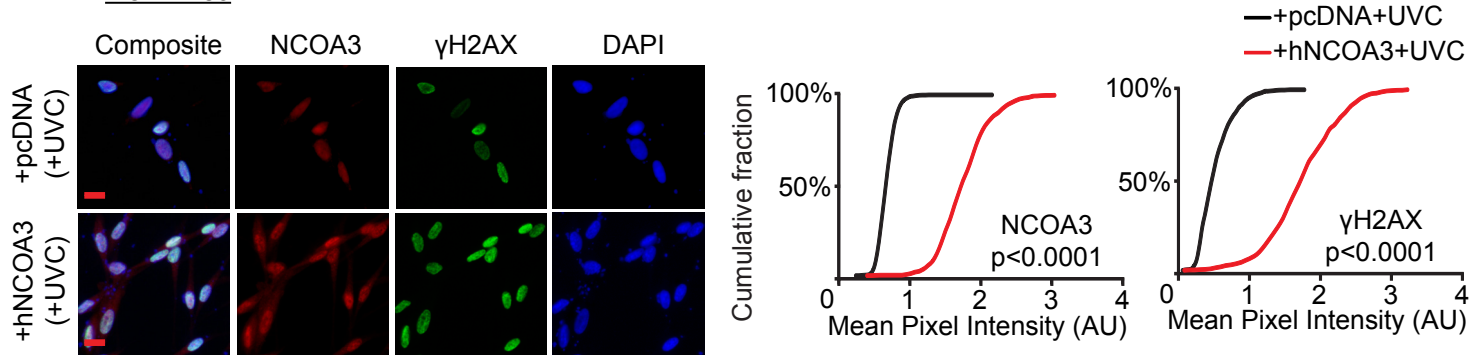 Composite NCOA3 γH2AX DAPI
+pcDNA
(+UVC)
+hNCOA3
(+UVC)
+pcDNA+UVC
+hNCOA3+UVC
Cumulative fraction
100%
50%
NCOA3
p<0.0001
0 1 2 3 4
Mean Pixel Intensity (AU)
100%
50%
γH2AX
p<0.0001
0 1 2 3 4
Mean Pixel Intensity (AU)